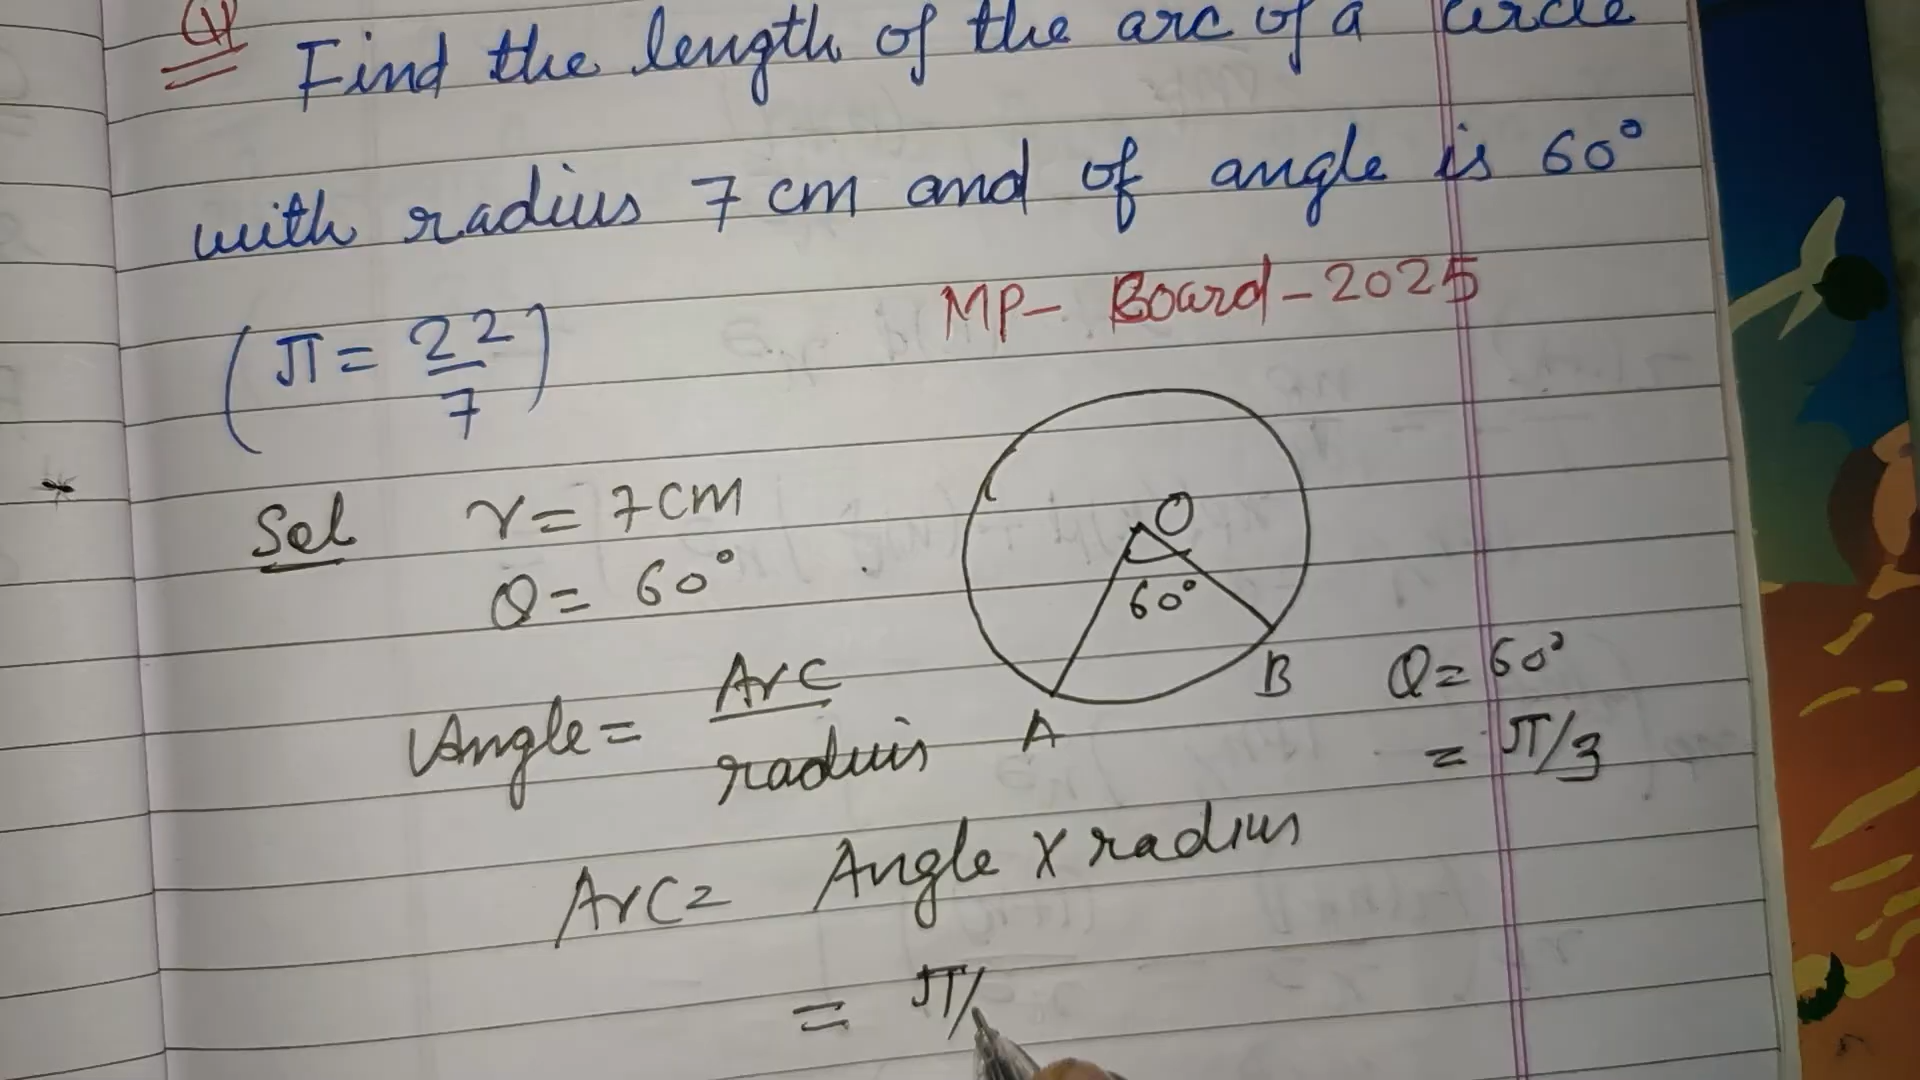 Q1
Find the length of the arc of a circle
with radius 7 cm and of angle is 60°
(π = 22/7)
MP- Board - 2025
Sol r = 7 cm
θ = 60°
O
60°
A
B
Angle = Arc/radius
θ = 60°
= π/3
Arc = Angle × radius
= π/